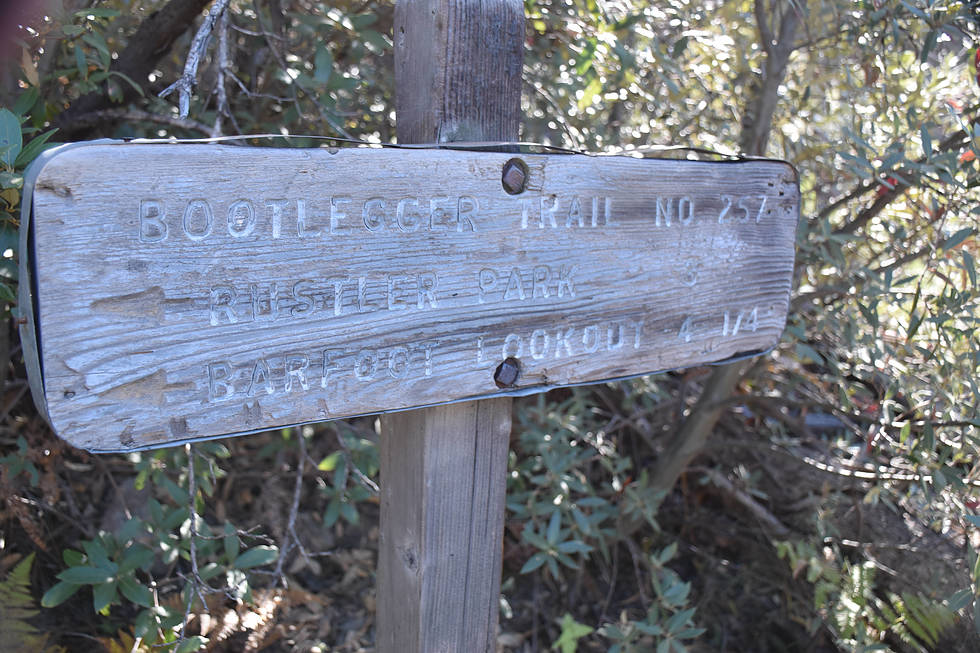 BOOTLEGGER TRAIL NO 257
RUSTLER PARK 3
BARFOOT LOOKOUT 4 1/4